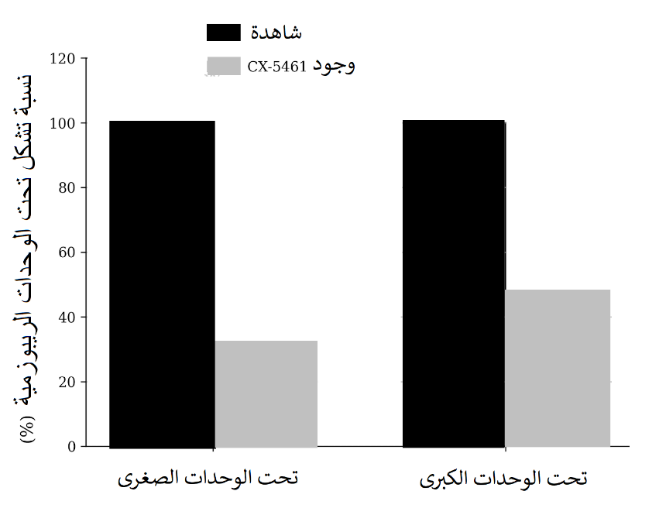 شاهدة
وجود CX-5461
نسبة تشكل تحت الوحدات الريبوزمية (%)
120
100
80
60
40
20
0
تحت الوحدات الصغرى
تحت الوحدات الكبرى